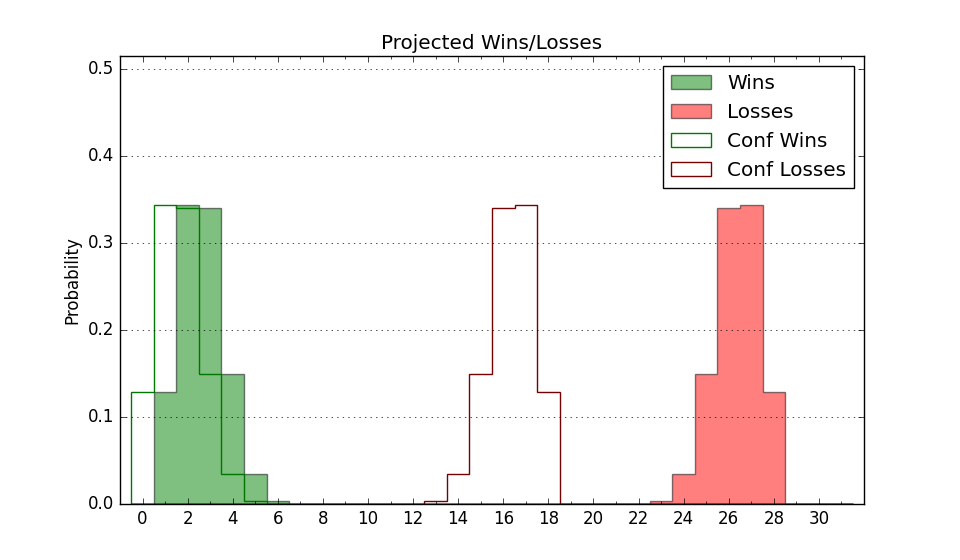 Projected Wins/Losses
0.5
0.4
0.3
0.2
0.1
0.0
Probability
Wins
Losses
Conf Wins
Conf Losses
0 2 4 6 8 10 12 14 16 18 20 22 24 26 28 30